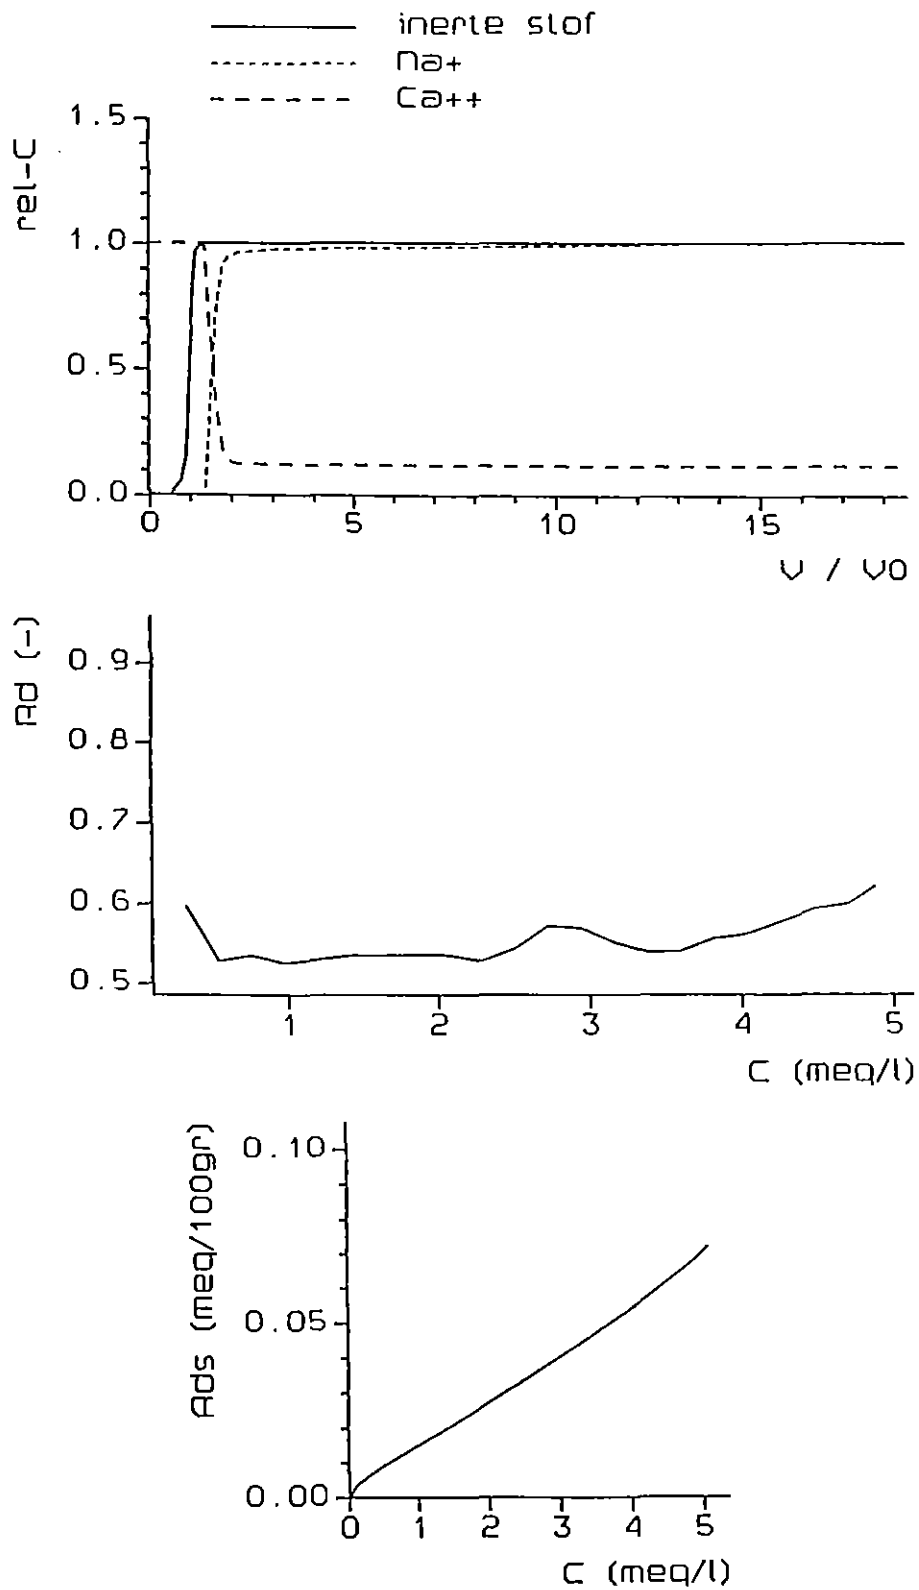 inerte stof
Na+
Ca++
rel-C
1.5
1.0
0.5
0.0
0 5 10 15
V / V0
Rd (-)
0.9
0.8
0.7
0.6
0.5
1 2 3 4 5
C (meq/l)
Ads (meq/100gr)
0.10
0.05
0.00
0 1 2 3 4 5
C (meq/l)